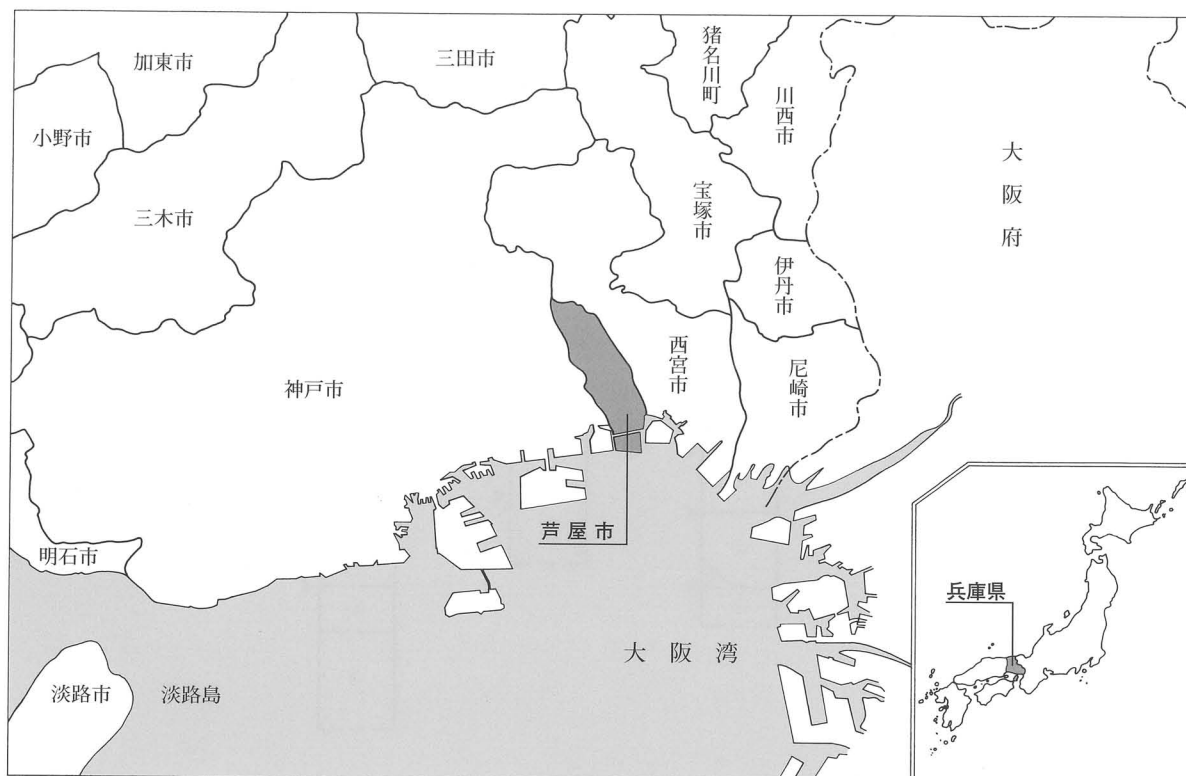 加東市
三田市
猪名川町
川西市
小野市
大阪府
三木市
宝塚市
伊丹市
西宮市
尼崎市
神戸市
芦屋市
明石市
兵庫県
大阪湾
淡路市
淡路島